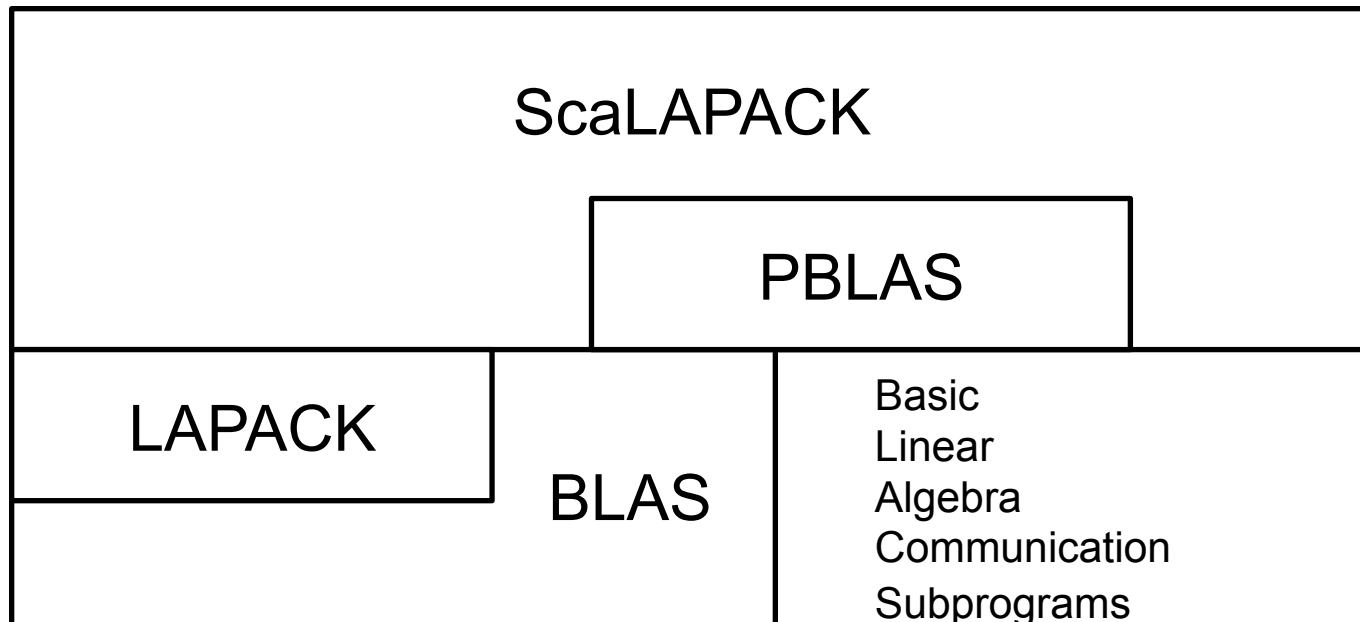 ScaLAPACK
PBLAS
LAPACK
BLAS
Basic
Linear
Algebra
Communication
Subprograms